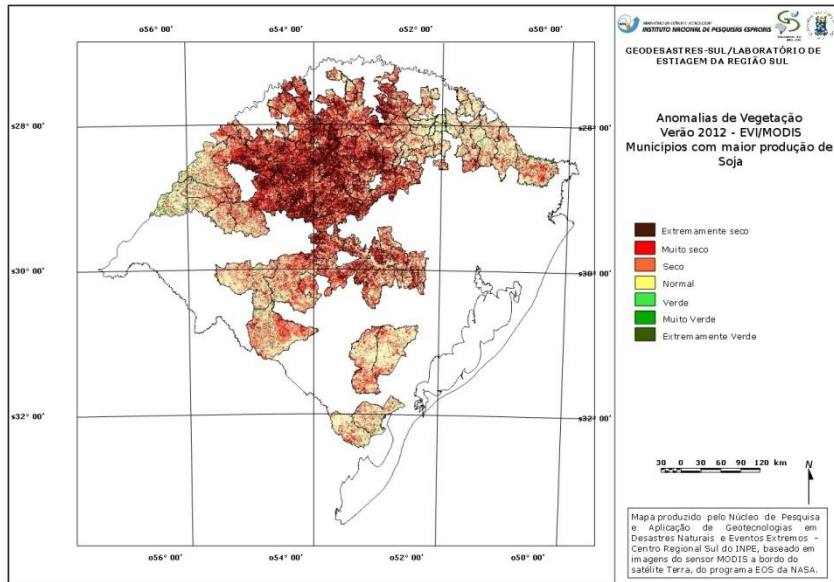 MINISTÉRIO DA CIÊNCIA E TECNOLOGIA
INSTITUTO NACIONAL DE PESQUISAS ESPACIAIS
GEODESASTRES-SUL/LABORATÓRIO DE
ESTIAGEM DA REGIÃO SUL
Anomalias de Vegetação
Verão 2012 - EVI/MODIS
Municípios com maior produção de
Soja
Extremamente seco
Muito seco
Seco
Normal
Verde
Muito Verde
Extremamente Verde
30 0 30 60 90 120 km
N
Mapa produzido pelo Núcleo de Pesquisa
e Aplicação de Geotecnologias em
Desastres Naturais e Eventos Extremos -
Centro Regional Sul do INPE, baseado em
imagens do sensor MODIS a bordo do
satélite Terra, do programa EOS da NASA.
o56° 00' o54° 00' o52° 00' o50° 00'
s28° 00' s28° 00'
s30° 00' s30° 00'
s32° 00' s32° 00'
o56° 00' o54° 00' o52° 00' o50° 00'